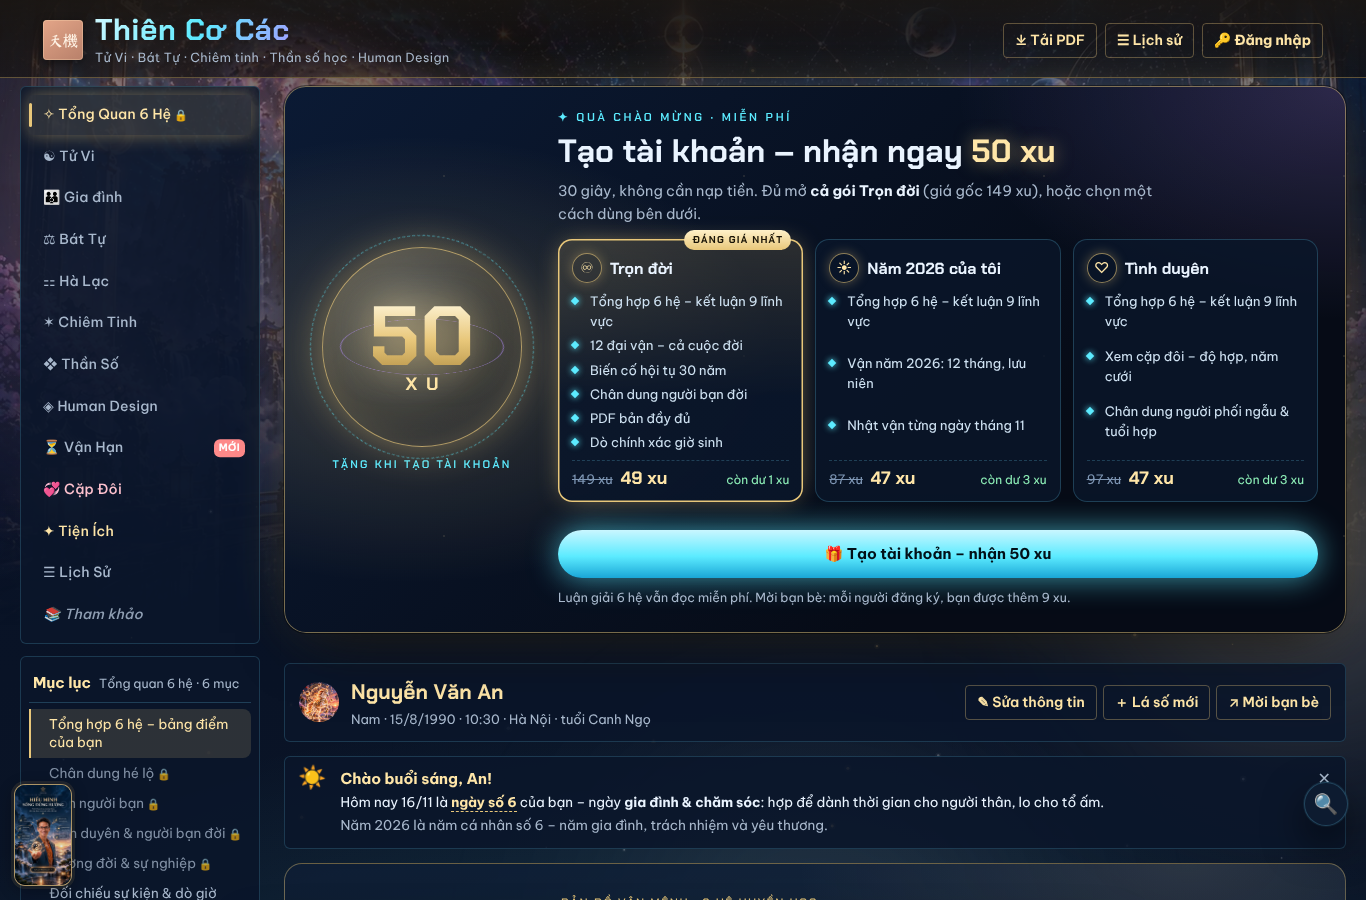 天機
Thiên Cơ Các
Tử Vi · Bát Tự · Chiêm tinh · Thần số học · Human Design
Tải PDF
☰ Lịch sử
🔑 Đăng nhập
✧ Tổng Quan 6 Hệ 🔒
☯ Tử Vi
👪 Gia đình
⚖ Bát Tự
⚏ Hà Lạc
✶ Chiêm Tinh
❖ Thần Số
◈ Human Design
⏳ Vận Hạn
MỚI
💞 Cặp Đôi
✦ Tiện Ích
☰ Lịch Sử
📚 Tham khảo
Mục lục Tổng quan 6 hệ · 6 mục
Tổng hợp 6 hệ – bảng điểm
của bạn
Chân dung hé lộ 🔒
người bạn 🔒
duyên & người bạn đời 🔒
đời & sự nghiệp 🔒
Đối chiếu sự kiện & dò giờ
✦ QUÀ CHÀO MỪNG · MIỄN PHÍ
Tạo tài khoản – nhận ngay 50 xu
30 giây, không cần nạp tiền. Đủ mở cả gói Trọn đời (giá gốc 149 xu), hoặc chọn một
cách dùng bên dưới.
50
XU
TẶNG KHI TẠO TÀI KHOẢN
ĐÁNG GIÁ NHẤT
♾ Trọn đời
Tổng hợp 6 hệ – kết luận 9 lĩnh
vực
12 đại vận – cả cuộc đời
Biến cố hội tụ 30 năm
Chân dung người bạn đời
PDF bản đầy đủ
Dò chính xác giờ sinh
149 xu 49 xu
còn dư 1 xu
☀ Năm 2026 của tôi
Tổng hợp 6 hệ – kết luận 9 lĩnh
vực
Vận năm 2026: 12 tháng, lưu
niên
Nhật vận từng ngày tháng 11
87 xu 47 xu
còn dư 3 xu
♡ Tình duyên
Tổng hợp 6 hệ – kết luận 9 lĩnh
vực
Xem cặp đôi – độ hợp, năm
cưới
Chân dung người phối ngẫu &
tuổi hợp
97 xu 47 xu
còn dư 3 xu
🎁 Tạo tài khoản – nhận 50 xu
Luận giải 6 hệ vẫn đọc miễn phí. Mời bạn bè: mỗi người đăng ký, bạn được thêm 9 xu.
Nguyễn Văn An
Nam · 15/8/1990 · 10:30 · Hà Nội · tuổi Canh Ngọ
✎ Sửa thông tin
+ Lá số mới
↗ Mời bạn bè
Chào buổi sáng, An!
Hôm nay 16/11 là ngày số 6 của bạn – ngày gia đình & chăm sóc: hợp để dành thời gian cho người thân, lo cho tổ ấm.
Năm 2026 là năm cá nhân số 6 – năm gia đình, trách nhiệm và yêu thương.